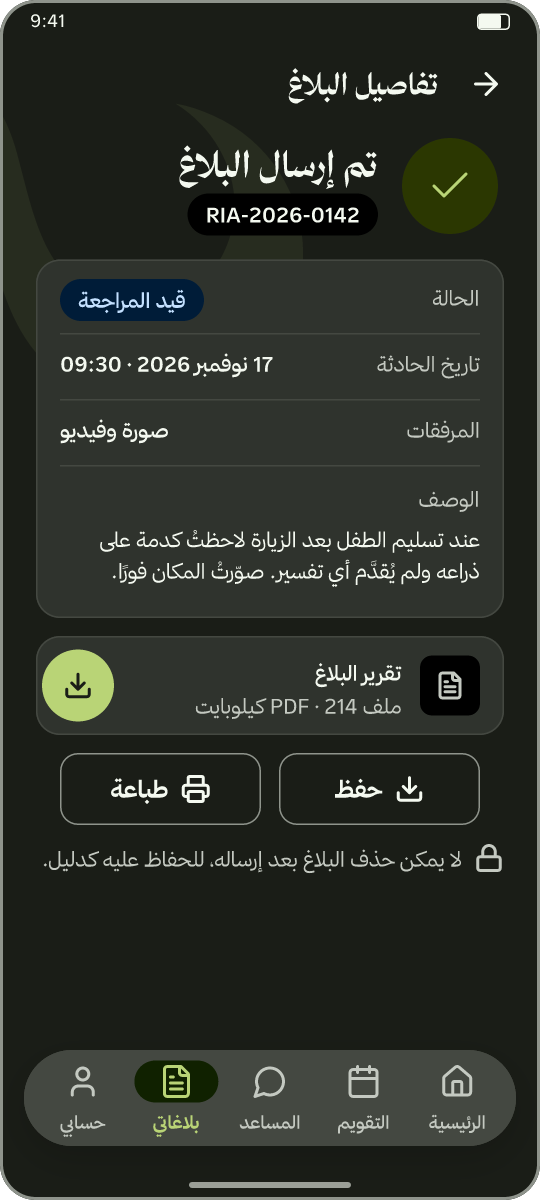 9:41
تفاصيل البلاغ
تم إرسال البلاغ
RIA-2026-0142
الحالة
قيد المراجعة
تاريخ الحادثة
17 نوفمبر 2026 · 09:30
المرفقات
صورة وفيديو
الوصف
عند تسليم الطفل بعد الزيارة لاحظتُ كدمة على
ذراعه ولم يُقدَّم أي تفسير. صوّرتُ المكان فورًا.
تقرير البلاغ
ملف PDF · 214 كيلوبايت
حفظ
طباعة
لا يمكن حذف البلاغ بعد إرساله، للحفاظ عليه كدليل.
الرئيسية
التقويم
المساعد
بلاغاتي
حسابي